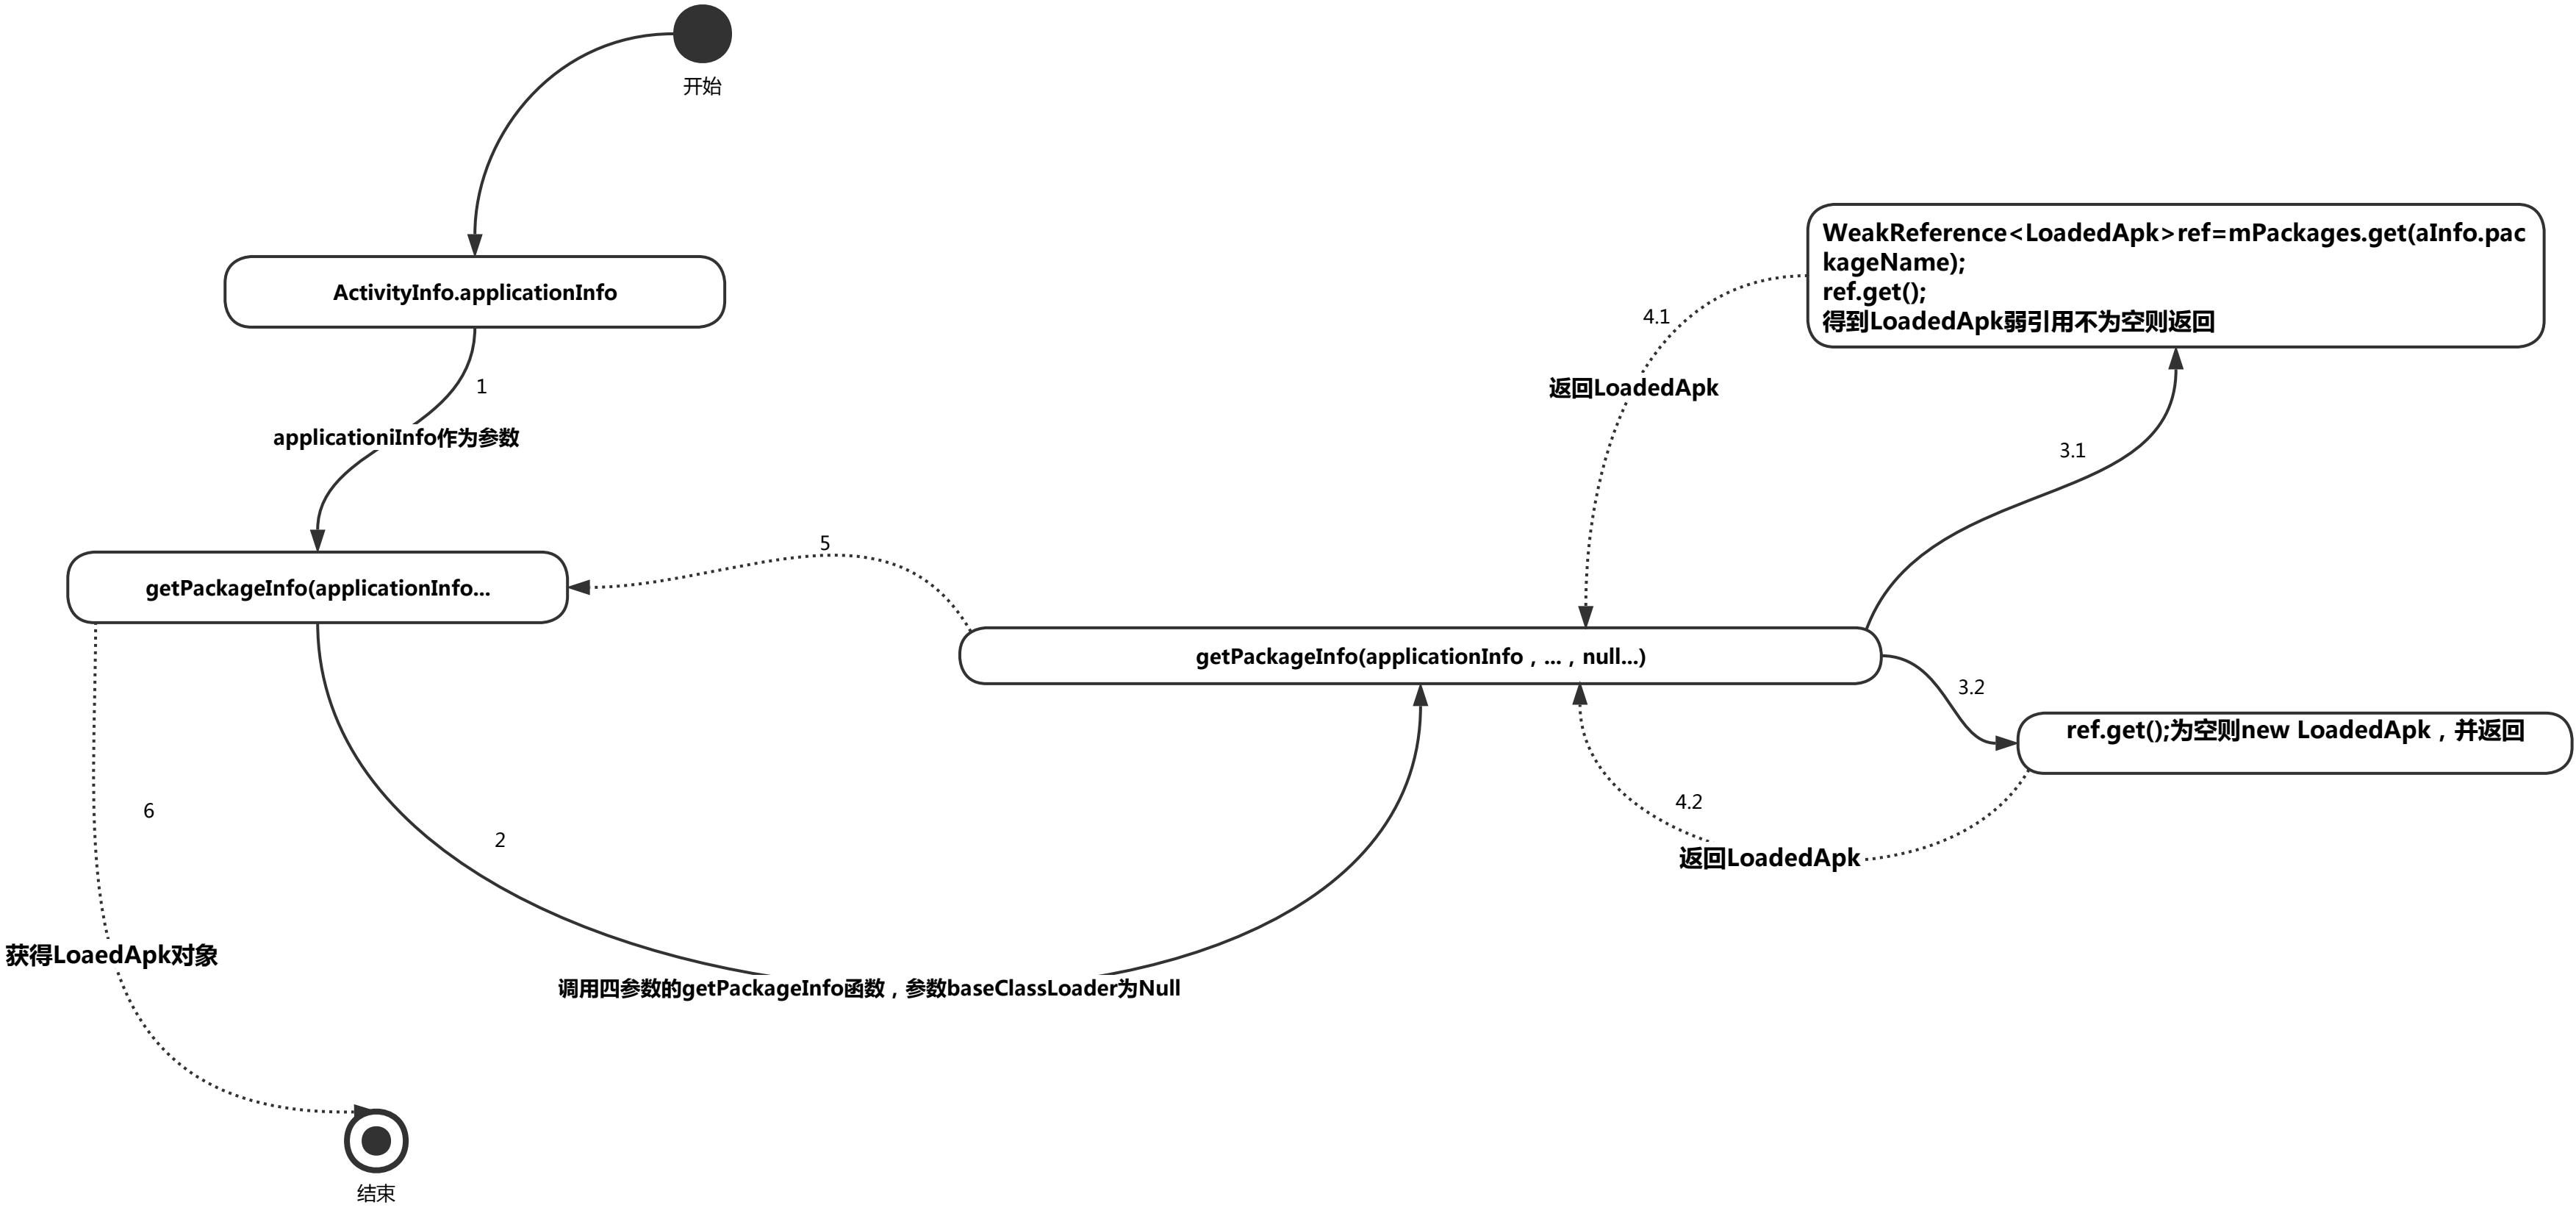 开始
ActivityInfo.applicationInfo
1
applicationiInfo作为参数
getPackageInfo(applicationInfo...
WeakReference<LoadedApk>ref=mPackages.get(aInfo.pac
kageName);
ref.get();
得到LoadedApk弱引用不为空则返回
4.1
返回LoadedApk
3.1
5
getPackageInfo(applicationInfo，...，null...)
3.2
ref.get();为空则new LoadedApk，并返回
4.2
返回LoadedApk
6
2
获得LoaedApk对象
调用四参数的getPackageInfo函数，参数baseClassLoader为Null
结束